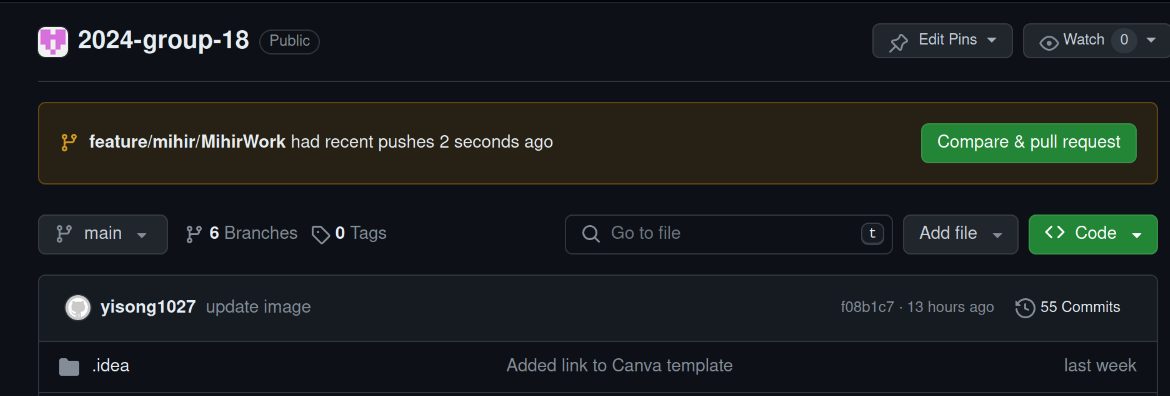 2024-group-18 Public Edit Pins Watch 0
feature/mihir/MihirWork had recent pushes 2 seconds ago Compare & pull request
main 6 Branches 0 Tags Go to file t Add file <> Code
yisong1027 update image f08b1c7 · 13 hours ago 55 Commits
.idea Added link to Canva template last week